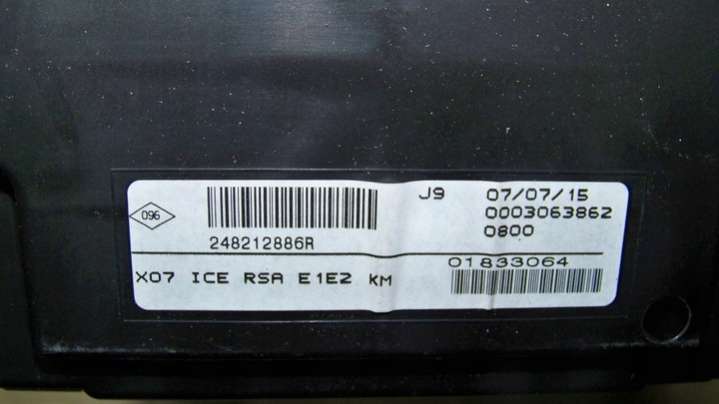 J9 07/07/15
096
0003063862
248212886R
0800
01833064
X07 ICE RSA E1E2 KM